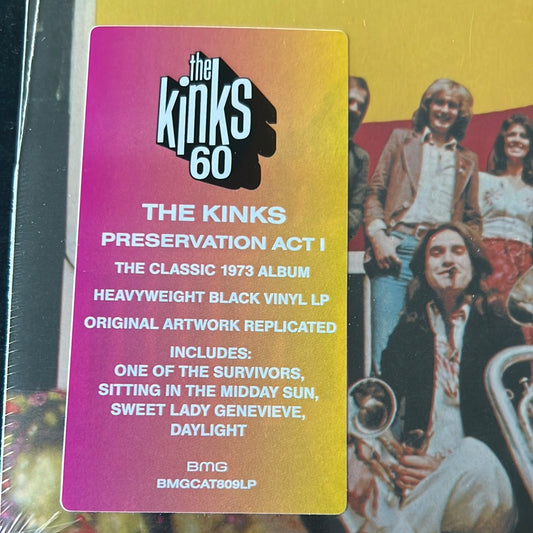 the
kinks
60
THE KINKS
PRESERVATION ACT I
THE CLASSIC 1973 ALBUM
HEAVYWEIGHT BLACK VINYL LP
ORIGINAL ARTWORK REPLICATED
INCLUDES:
ONE OF THE SURVIVORS,
SITTING IN THE MIDDAY SUN,
SWEET LADY GENEVIEVE,
DAYLIGHT
BMG
BMGCAT809LP